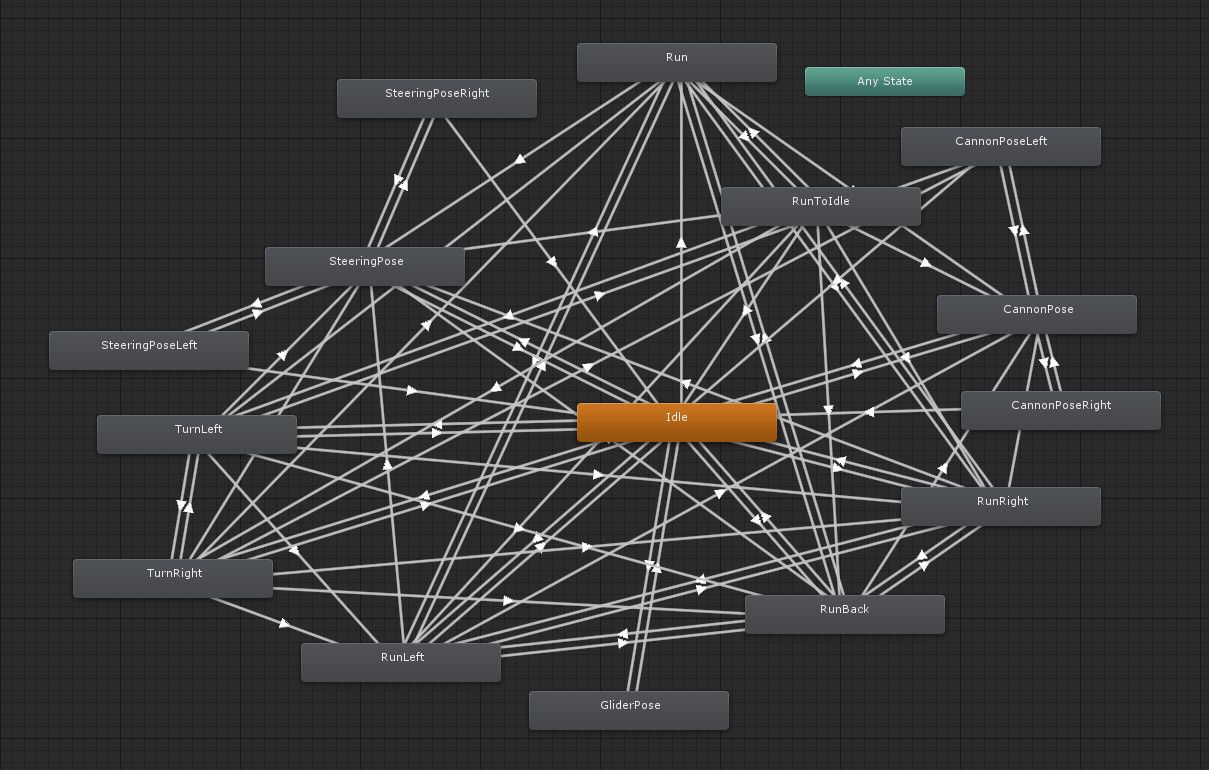 Run
Any State
SteeringPoseRight
CannonPoseLeft
RunToIdle
SteeringPose
CannonPose
SteeringPoseLeft
CannonPoseRight
Idle
TurnLeft
RunRight
TurnRight
RunBack
RunLeft
GliderPose